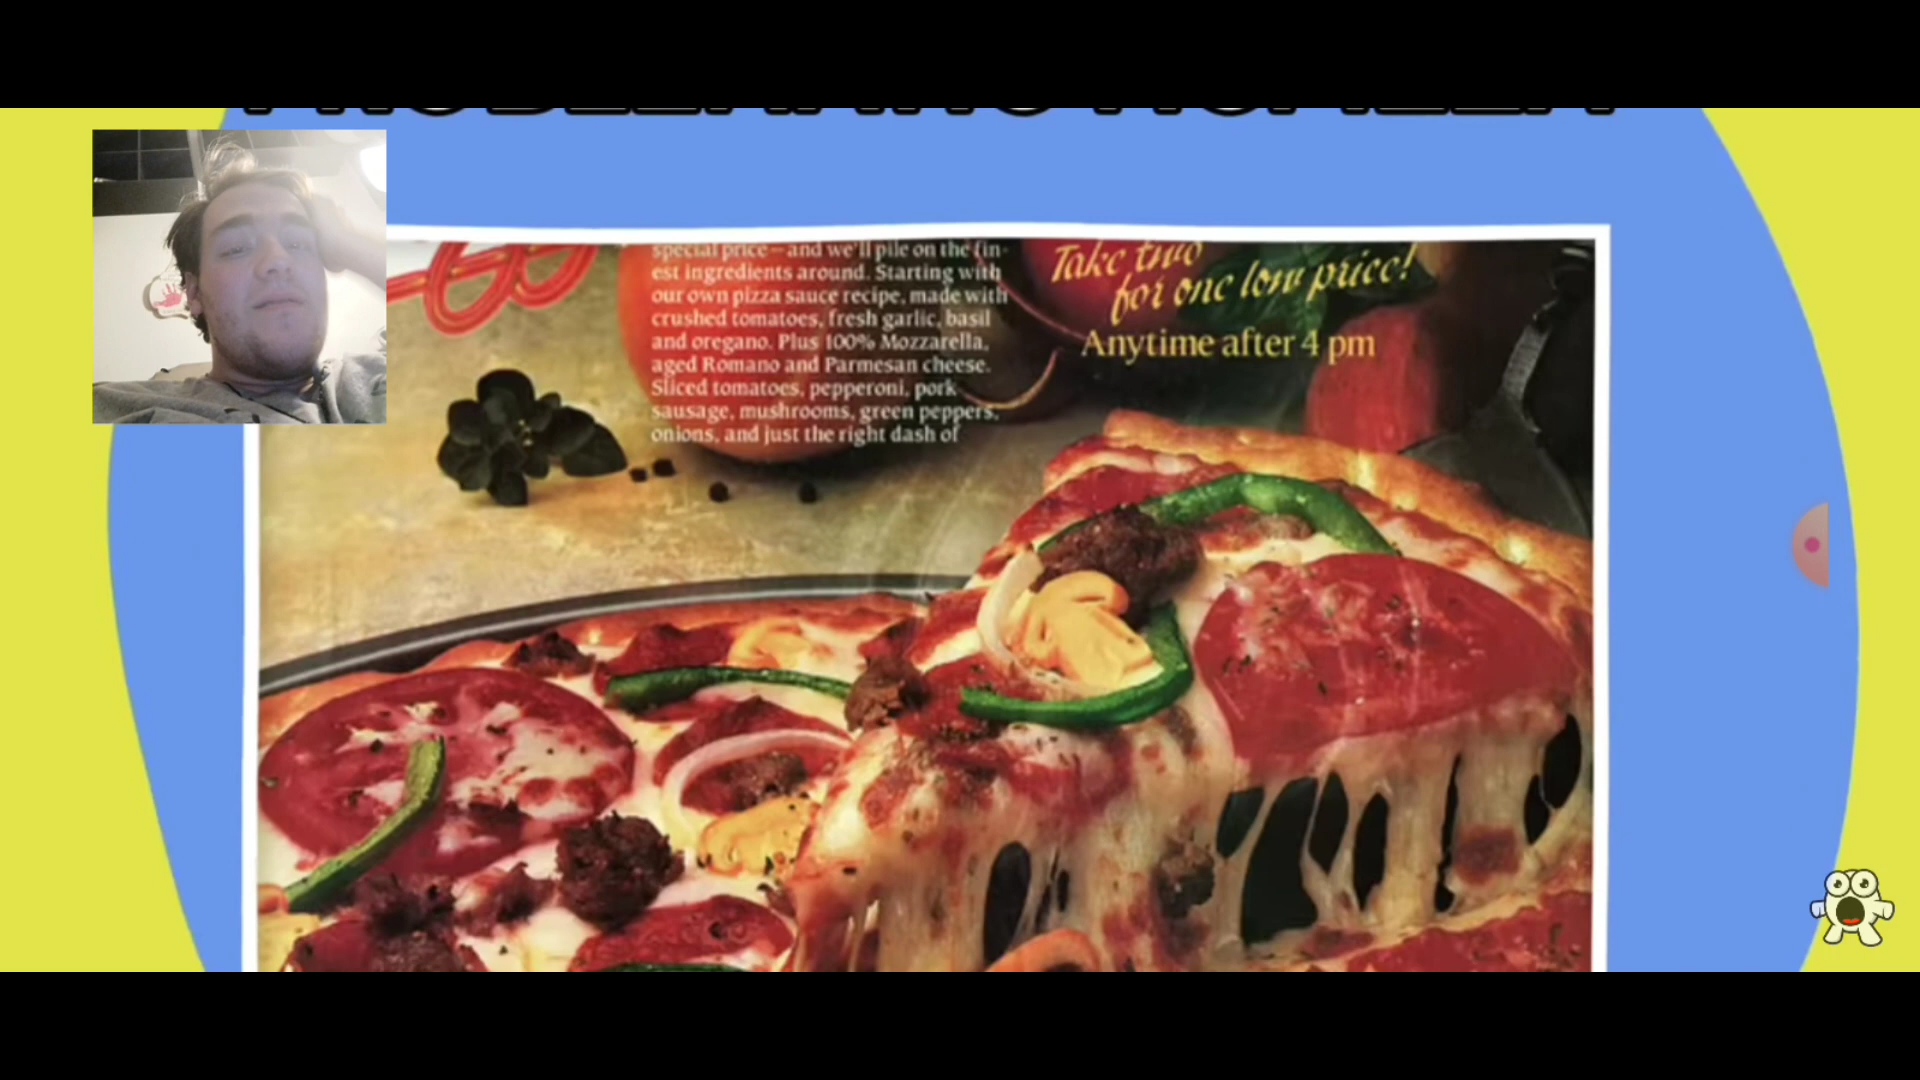 special price—and we'll pile on the fin-
est ingredients around. Starting with
our own pizza sauce recipe, made with
crushed tomatoes, fresh garlic, basil
and oregano. Plus 100% Mozzarella,
aged Romano and Parmesan cheese.
Sliced tomatoes, pepperoni, pork
sausage, mushrooms, green peppers,
onions, and just the right dash of
Take two
for one low price!
Anytime after 4 pm